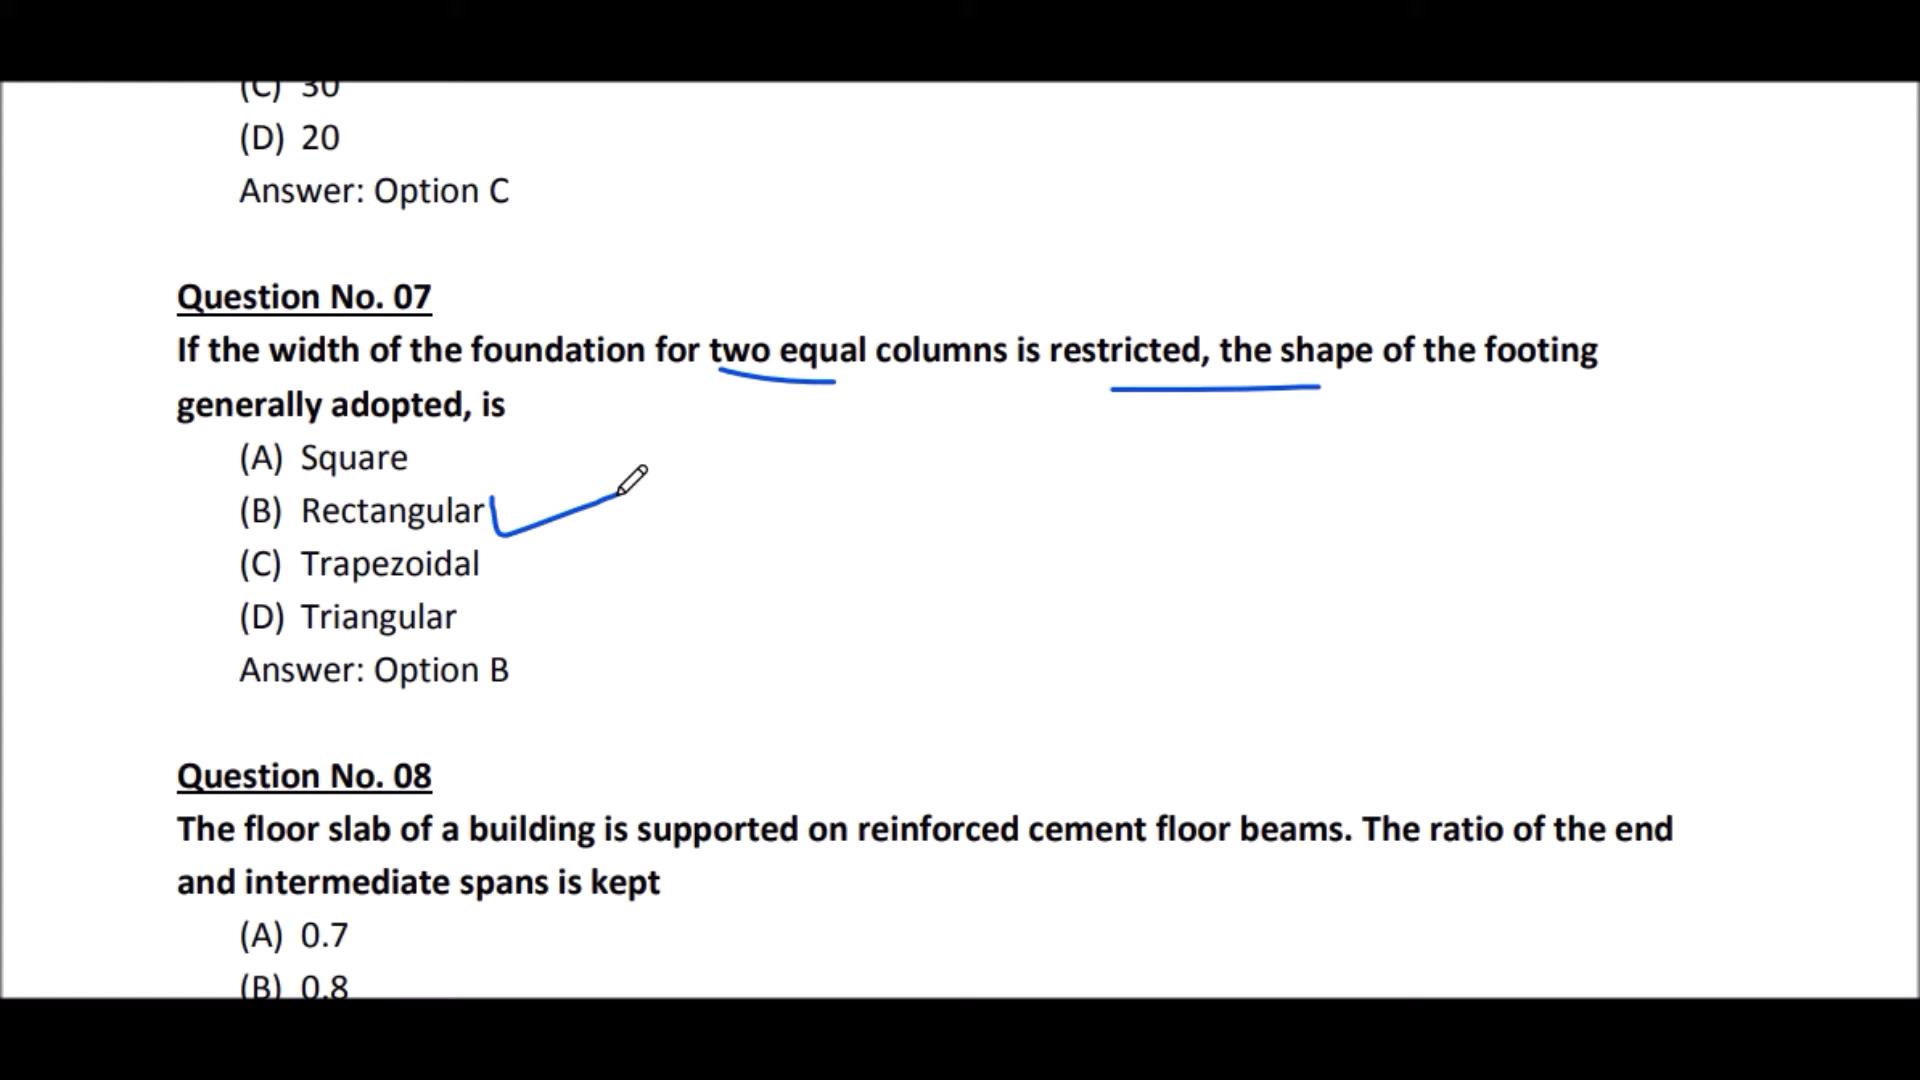 (C) 30
(D) 20
Answer: Option C
Question No. 07
If the width of the foundation for two equal columns is restricted, the shape of the footing
generally adopted, is
(A) Square
(B) Rectangular
(C) Trapezoidal
(D) Triangular
Answer: Option B
Question No. 08
The floor slab of a building is supported on reinforced cement floor beams. The ratio of the end
and intermediate spans is kept
(A) 0.7
(B) 0.8